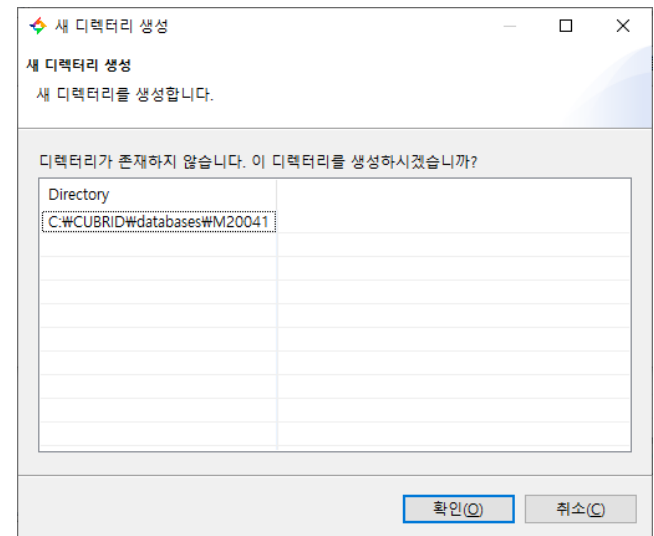 새 디렉터리 생성
새 디렉터리 생성
새 디렉터리를 생성합니다.
디렉터리가 존재하지 않습니다. 이 디렉터리를 생성하시겠습니까?
Directory
C:₩CUBRID₩databases₩M20041
확인(O)
취소(C)